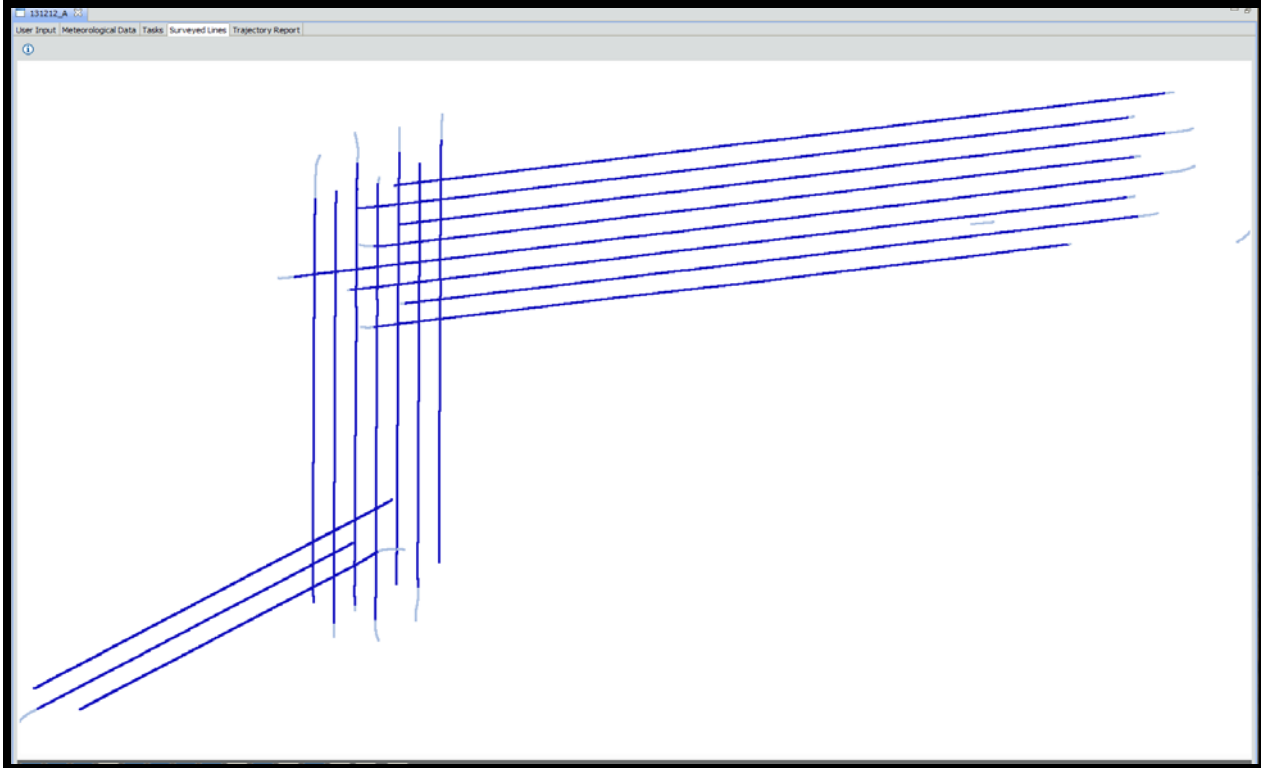 131212_A
User Input Meteorological Data Tasks Surveyed Lines Trajectory Report